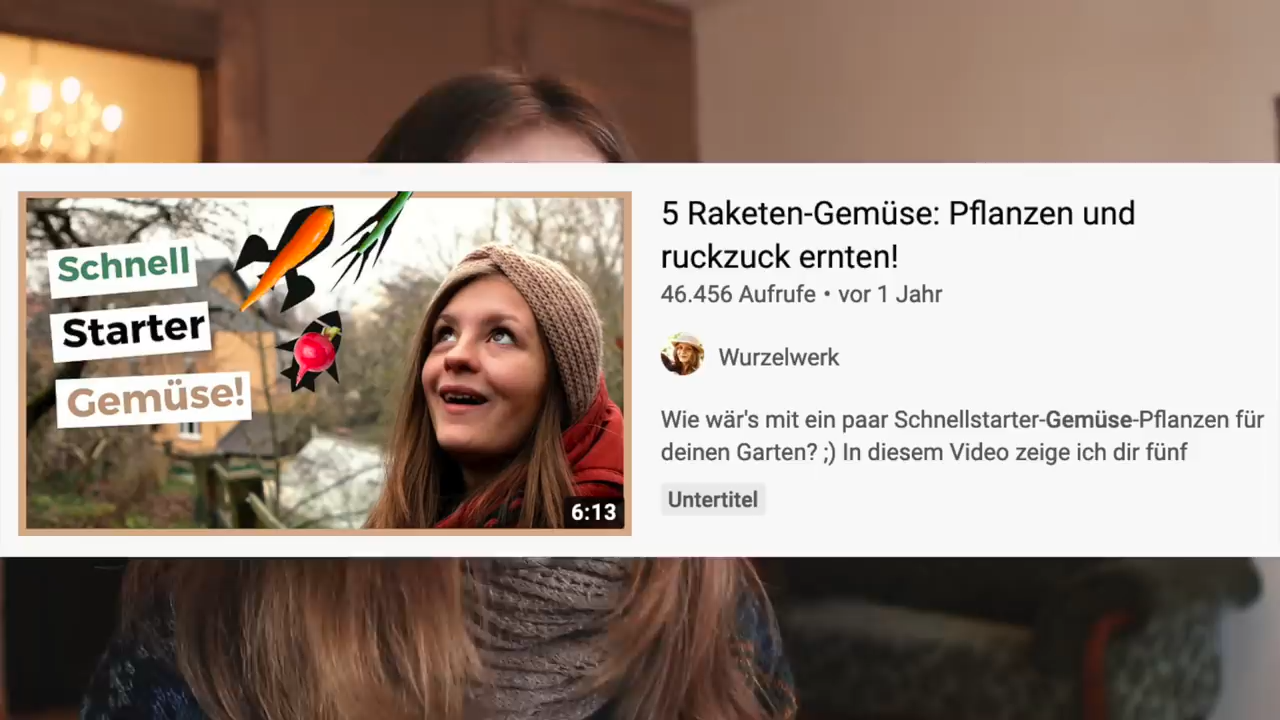 Schnell
Starter
Gemüse!
6:13
5 Raketen-Gemüse: Pflanzen und
ruckzuck ernten!
46.456 Aufrufe • vor 1 Jahr
Wurzelwerk
Wie wär's mit ein paar Schnellstarter-Gemüse-Pflanzen für
deinen Garten? ;) In diesem Video zeige ich dir fünf
Untertitel